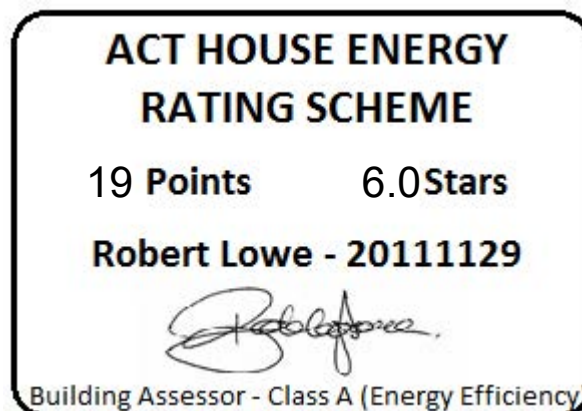 ACT HOUSE ENERGY
RATING SCHEME
19 Points 6.0 Stars
Robert Lowe - 20111129
Building Assessor - Class A (Energy Efficiency)